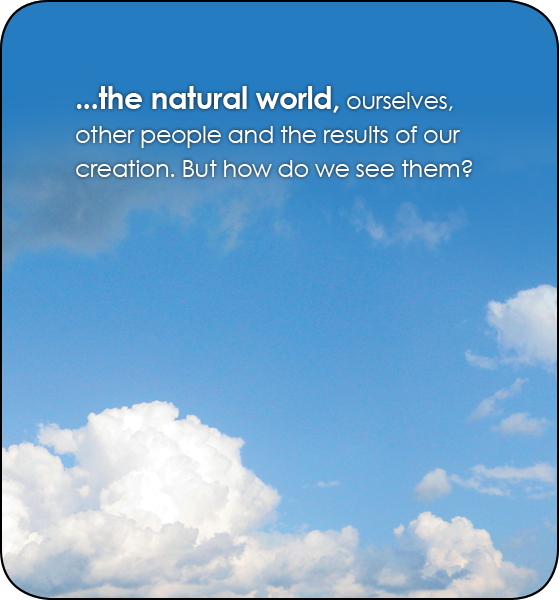 ...the natural world, ourselves,
other people and the results of our
creation. But how do we see them?